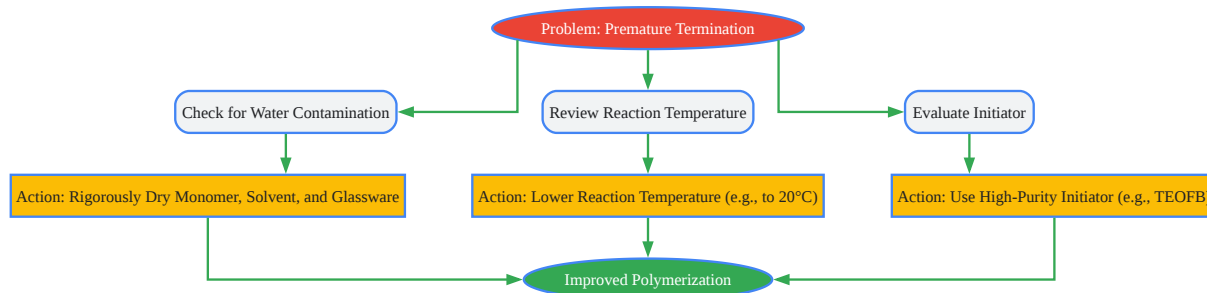 Problem: Premature Termination
Check for Water Contamination
Review Reaction Temperature
Evaluate Initiator
Action: Rigorously Dry Monomer, Solvent, and Glassware
Action: Lower Reaction Temperature (e.g., to 20°C)
Action: Use High-Purity Initiator (e.g., TEOFB)
Improved Polymerization